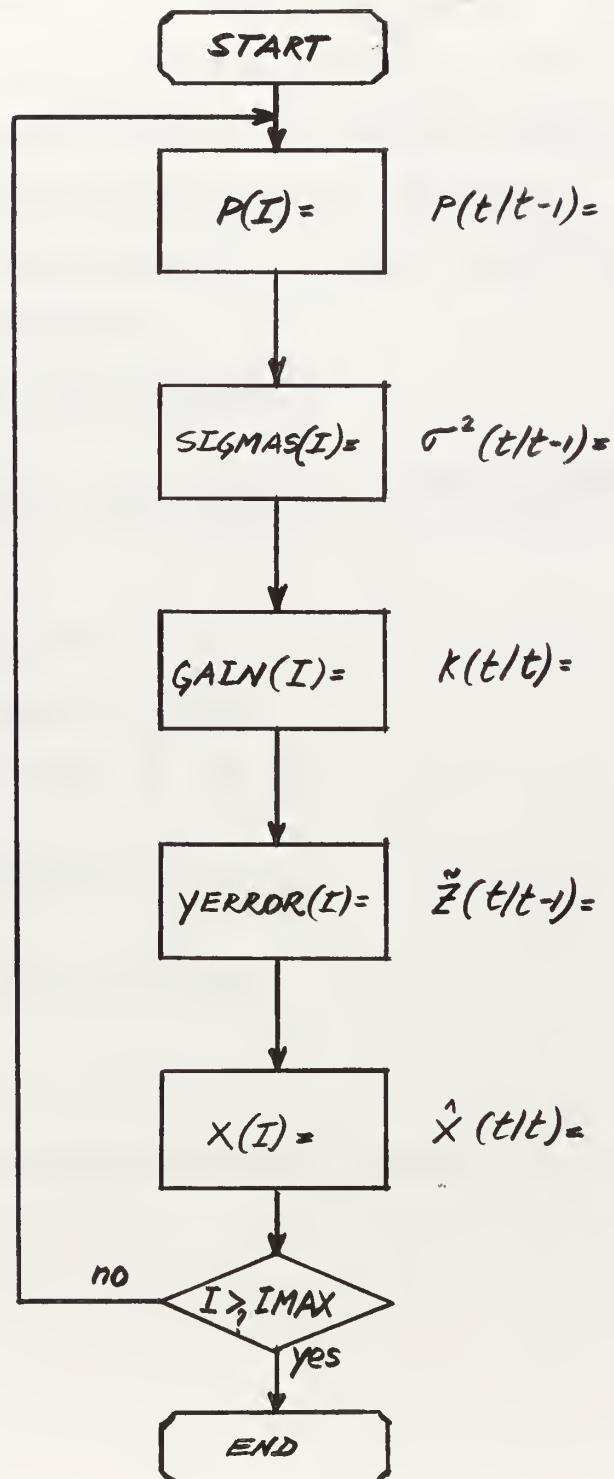 START
P(I)= P(t/t-1)=
SIGMAS(I)= σ²(t/t-1)=
GAIN(I)= K(t/t)=
YERROR(I)= Z̃(t/t-1)=
X(I)= x̂(t/t)=
no
I > IMAX
?
yes
END